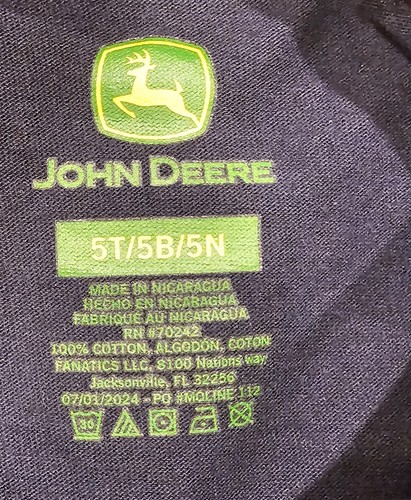 JOHN DEERE
5T/5B/5N
MADE IN NICARAGUA
HECHO EN NICARAGUA
FABRIQUE AU NICARAGUA
RN #70242
100% COTTON, ALGODON, COTON
FANATICS LLC, 8100 Nations way
Jacksonville, FL 32256
07/01/2024 - PO #MOLINE 112
30